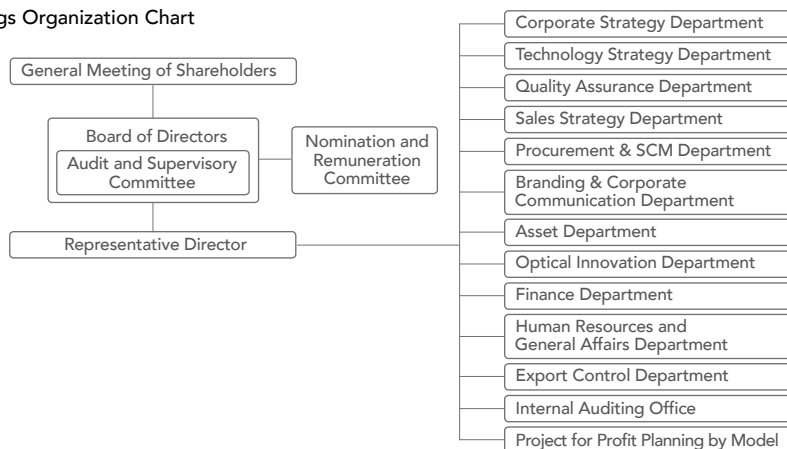 gs Organization Chart
General Meeting of Shareholders
Board of Directors
Audit and Supervisory
Committee
Nomination and
Remuneration
Committee
Representative Director
Corporate Strategy Department
Technology Strategy Department
Quality Assurance Department
Sales Strategy Department
Procurement & SCM Department
Branding & Corporate
Communication Department
Asset Department
Optical Innovation Department
Finance Department
Human Resources and
General Affairs Department
Export Control Department
Internal Auditing Office
Project for Profit Planning by Model